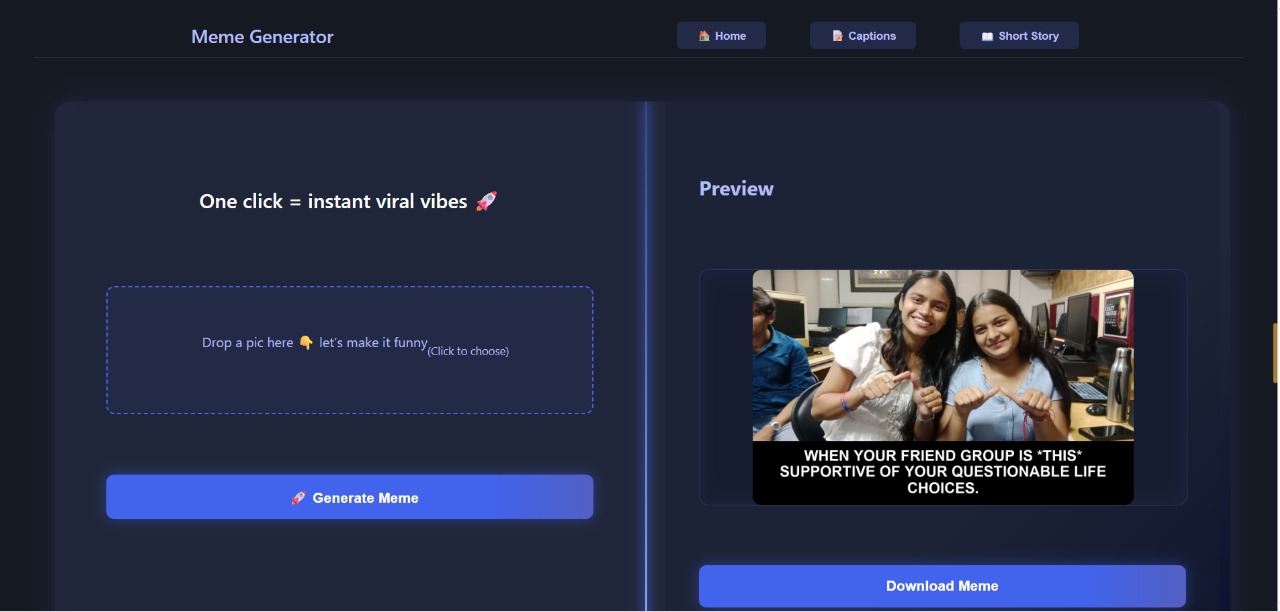 Meme Generator
🏠 Home
📝 Captions
📖 Short Story
One click = instant viral vibes 🚀
Drop a pic here 👇 let's make it funny(Click to choose)
🚀 Generate Meme
Preview
WHEN YOUR FRIEND GROUP IS *THIS*
SUPPORTIVE OF YOUR QUESTIONABLE LIFE
CHOICES.
Download Meme